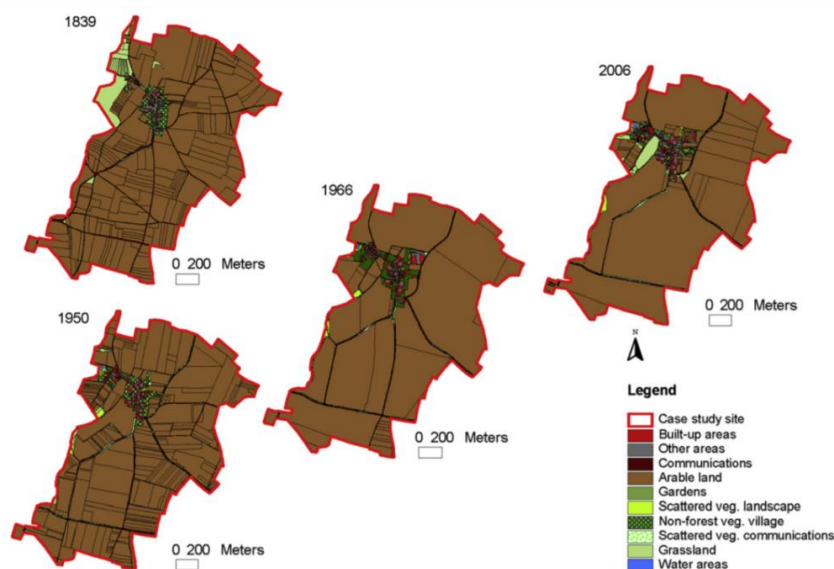 1839
2006
1966
0 200 Meters
0 200 Meters
1950
N
0 200 Meters
Legend
Case study site
Built-up areas
Other areas
Communications
Arable land
Gardens
Scattered veg. landscape
Non-forest veg. village
Scattered veg. communications
Grassland
Water areas
0 200 Meters